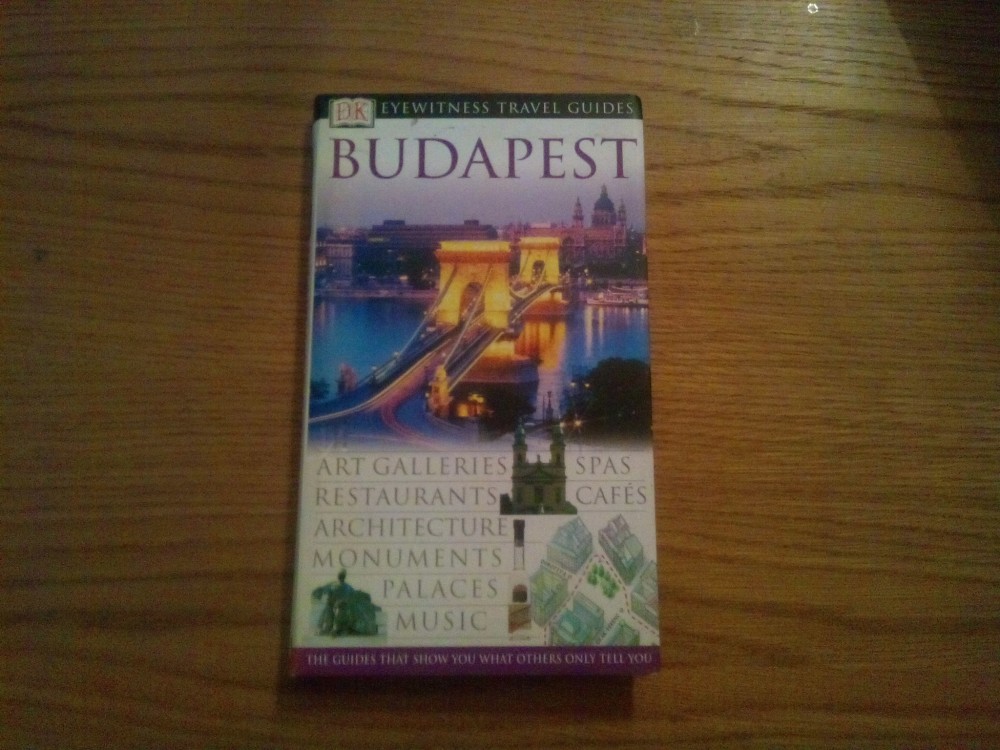 DK EYEWITNESS TRAVEL GUIDES
BUDAPEST
ART GALLERIES SPAS
RESTAURANTS CAFÉS
ARCHITECTURE
MONUMENTS
PALACES
MUSIC
THE GUIDES THAT SHOW YOU WHAT OTHERS ONLY TELL YOU